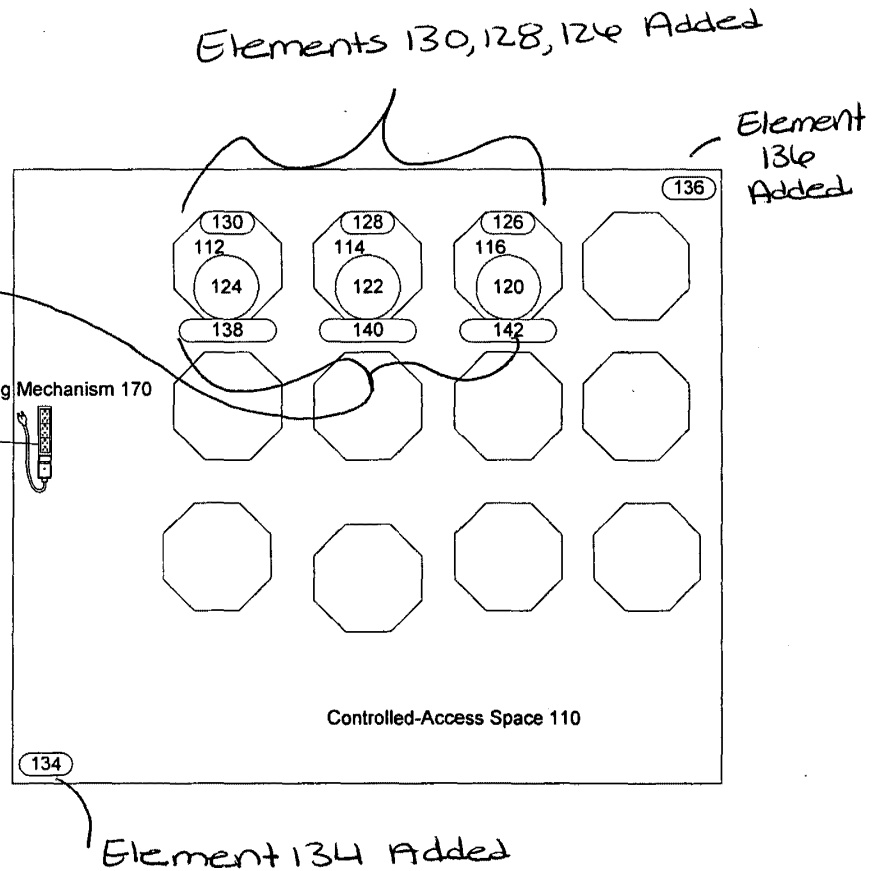 Elements 130, 128, 126 Added
Element
136
Added
136
130 128 126
112 114 116
124 122 120
138 140 142
g Mechanism 170
Controlled-Access Space 110
134
Element 134 Added